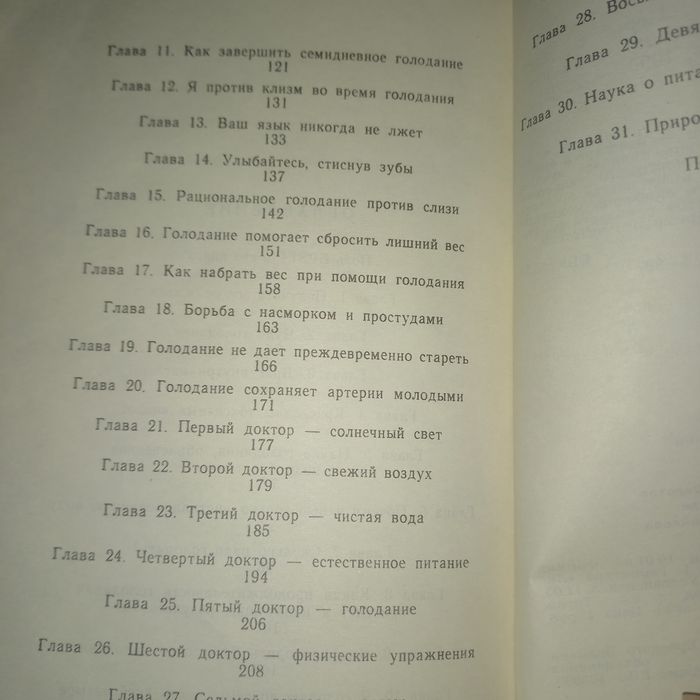 Глава 11. Как завершить семидневное голодание
121
Глава 12. Я против клизм во время голодания
131
Глава 13. Ваш язык никогда не лжет
133
Глава 14. Улыбайтесь, стиснув зубы
137
Глава 15. Рациональное голодание против слизи
142
Глава 16. Голодание помогает сбросить лишний вес
151
Глава 17. Как набрать вес при помощи голодания
158
Глава 18. Борьба с насморком и простудами
163
Глава 19. Голодание не дает преждевременно стареть
166
Глава 20. Голодание сохраняет артерии молодыми
171
Глава 21. Первый доктор — солнечный свет
177
Глава 22. Второй доктор — свежий воздух
179
Глава 23. Третий доктор — чистая вода
185
Глава 24. Четвертый доктор — естественное питание
194
Глава 25. Пятый доктор — голодание
206
Глава 26. Шестой доктор — физические упражнения
208
Глава 27.
Глава 28.
Глава 29. Девя
Глава 30. Наука о пита
Глава 31. Приро
П